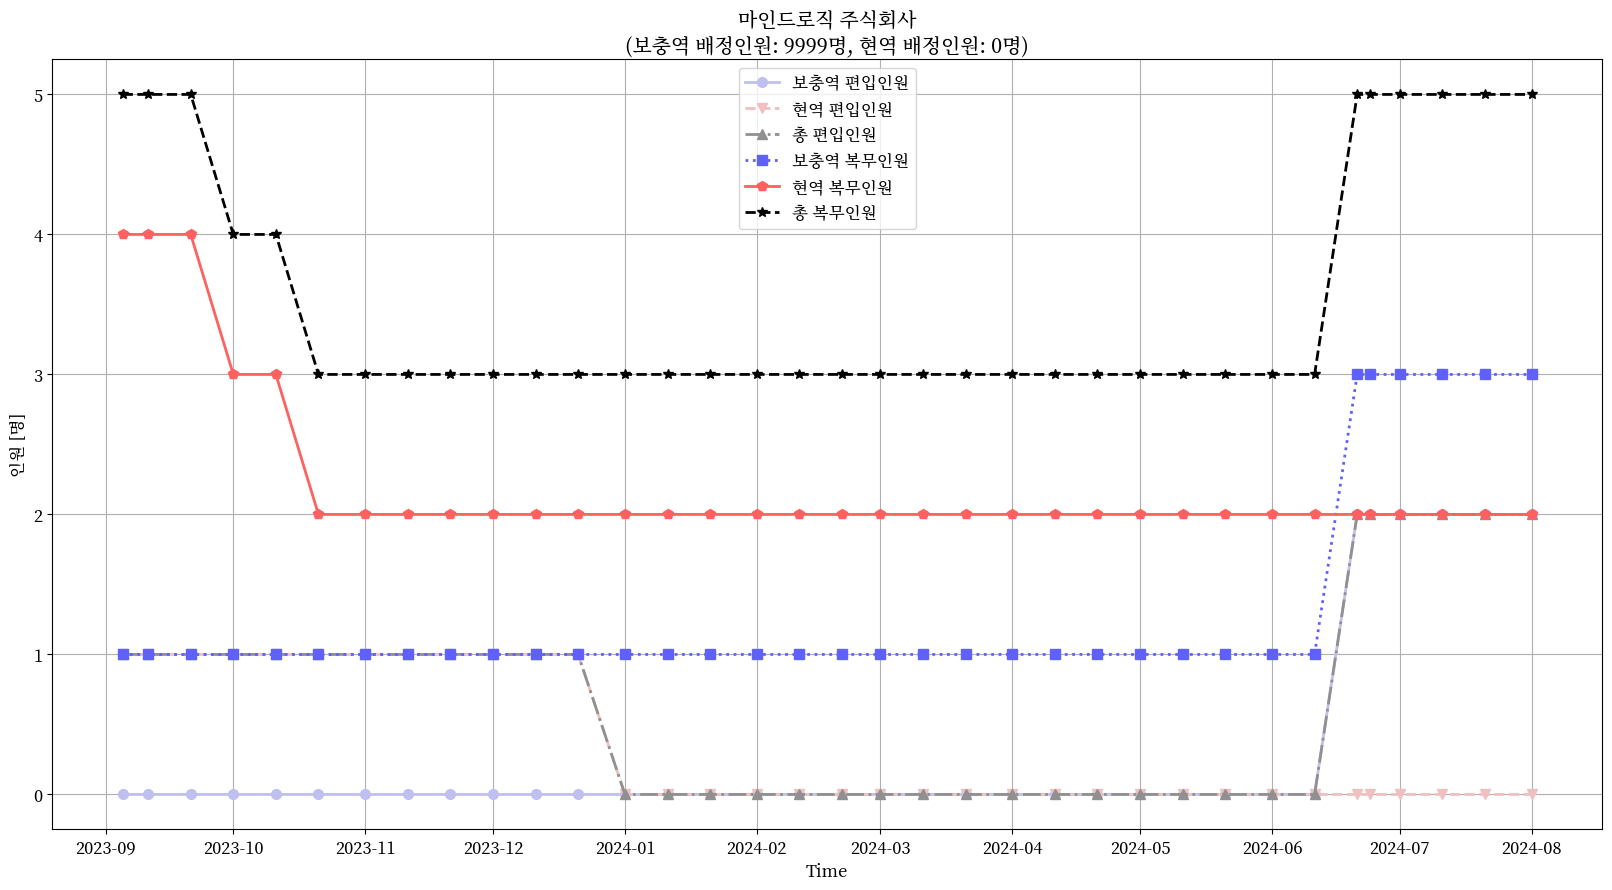 마인드로직 주식회사
(보충역 배정인원: 9999명, 현역 배정인원: 0명)
보충역 편입인원
현역 편입인원
총 편입인원
보충역 복무인원
현역 복무인원
총 복무인원
인원 [명]
5
4
3
2
1
0
2023-09
2023-10
2023-11
2023-12
2024-01
2024-02
2024-03
2024-04
2024-05
2024-06
2024-07
2024-08
Time